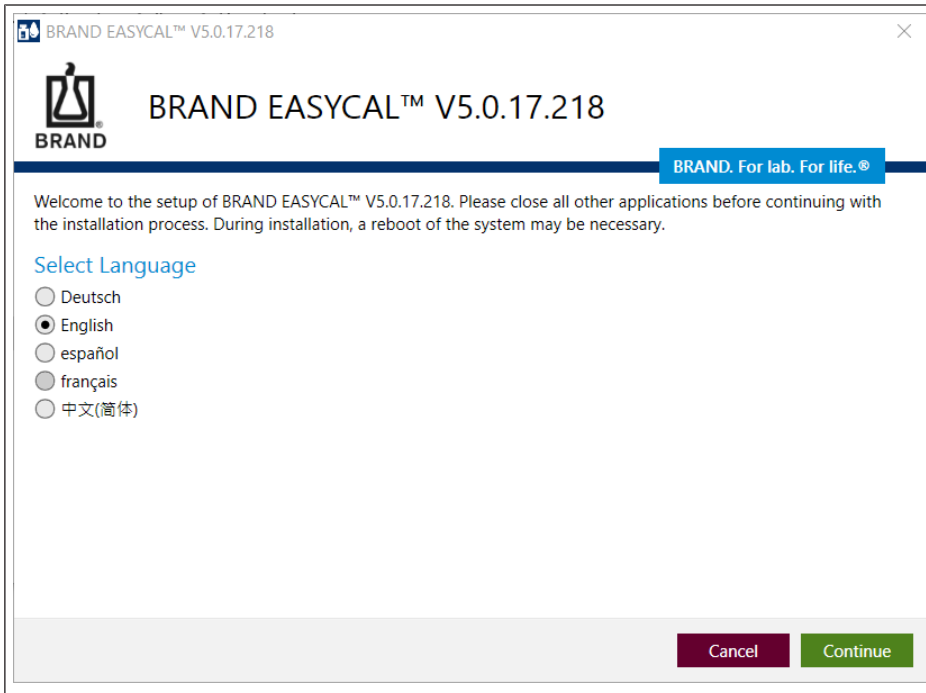 BRAND EASYCAL™ V5.0.17.218
BRAND®
BRAND EASYCAL™ V5.0.17.218
BRAND. For lab. For life.®
Welcome to the setup of BRAND EASYCAL™ V5.0.17.218. Please close all other applications before continuing with
the installation process. During installation, a reboot of the system may be necessary.
Select Language
Deutsch
English
español
français
中文(简体)
Cancel
Continue